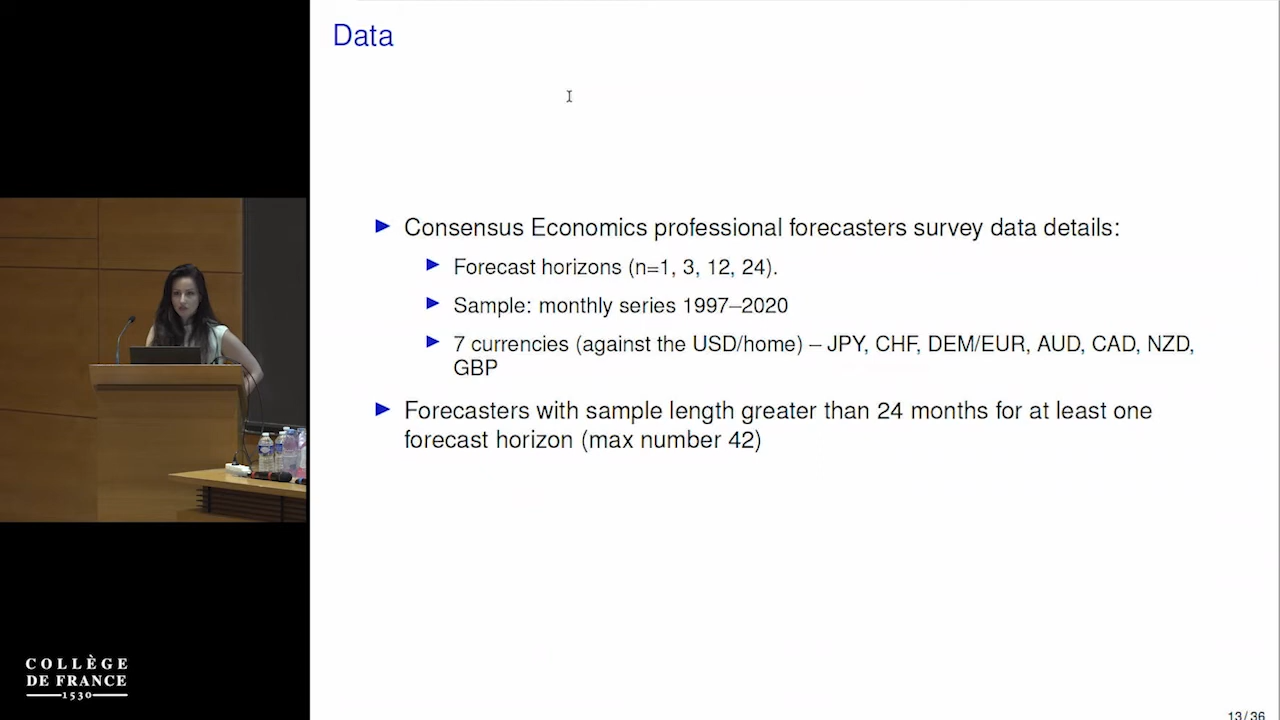 Data
Consensus Economics professional forecasters survey data details:
Forecast horizons (n=1, 3, 12, 24).
Sample: monthly series 1997–2020
7 currencies (against the USD/home) – JPY, CHF, DEM/EUR, AUD, CAD, NZD,
GBP
Forecasters with sample length greater than 24 months for at least one
forecast horizon (max number 42)
COLLÈGE
DE FRANCE
1530
13/36